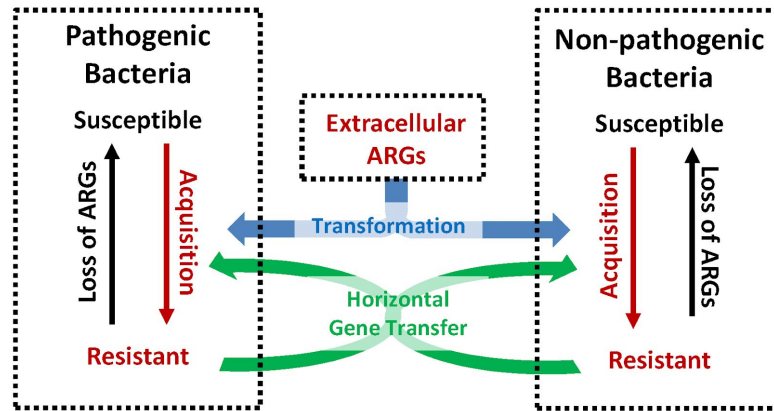 Pathogenic
Bacteria
Susceptible
Loss of ARGs
Acquisition
Resistant
Extracellular
ARGs
Transformation
Horizontal
Gene Transfer
Non-pathogenic
Bacteria
Susceptible
Acquisition
Loss of ARGs
Resistant